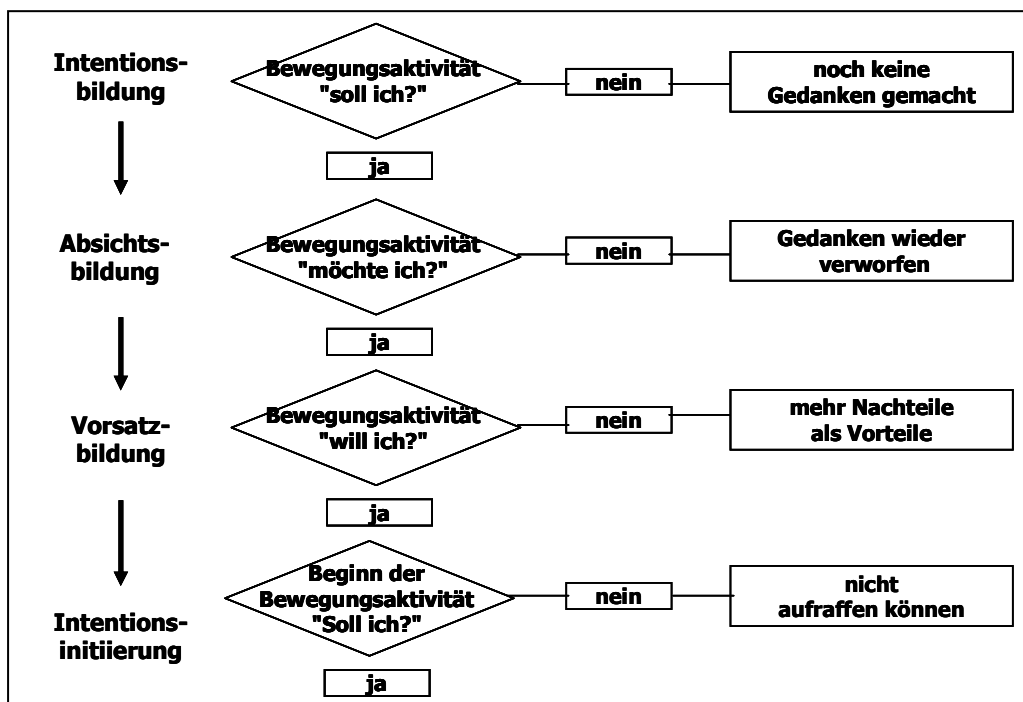 Intentions-
bildung
Bewegungsaktivität
"soll ich?"
nein
noch keine
Gedanken gemacht
ja
Absichts-
bildung
Bewegungsaktivität
"möchte ich?"
nein
Gedanken wieder
verworfen
ja
Vorsatz-
bildung
Bewegungsaktivität
"will ich?"
nein
mehr Nachteile
als Vorteile
ja
Intentions-
initiierung
Beginn der
Bewegungsaktivität
"Soll ich?"
nein
nicht
aufraffen können
ja